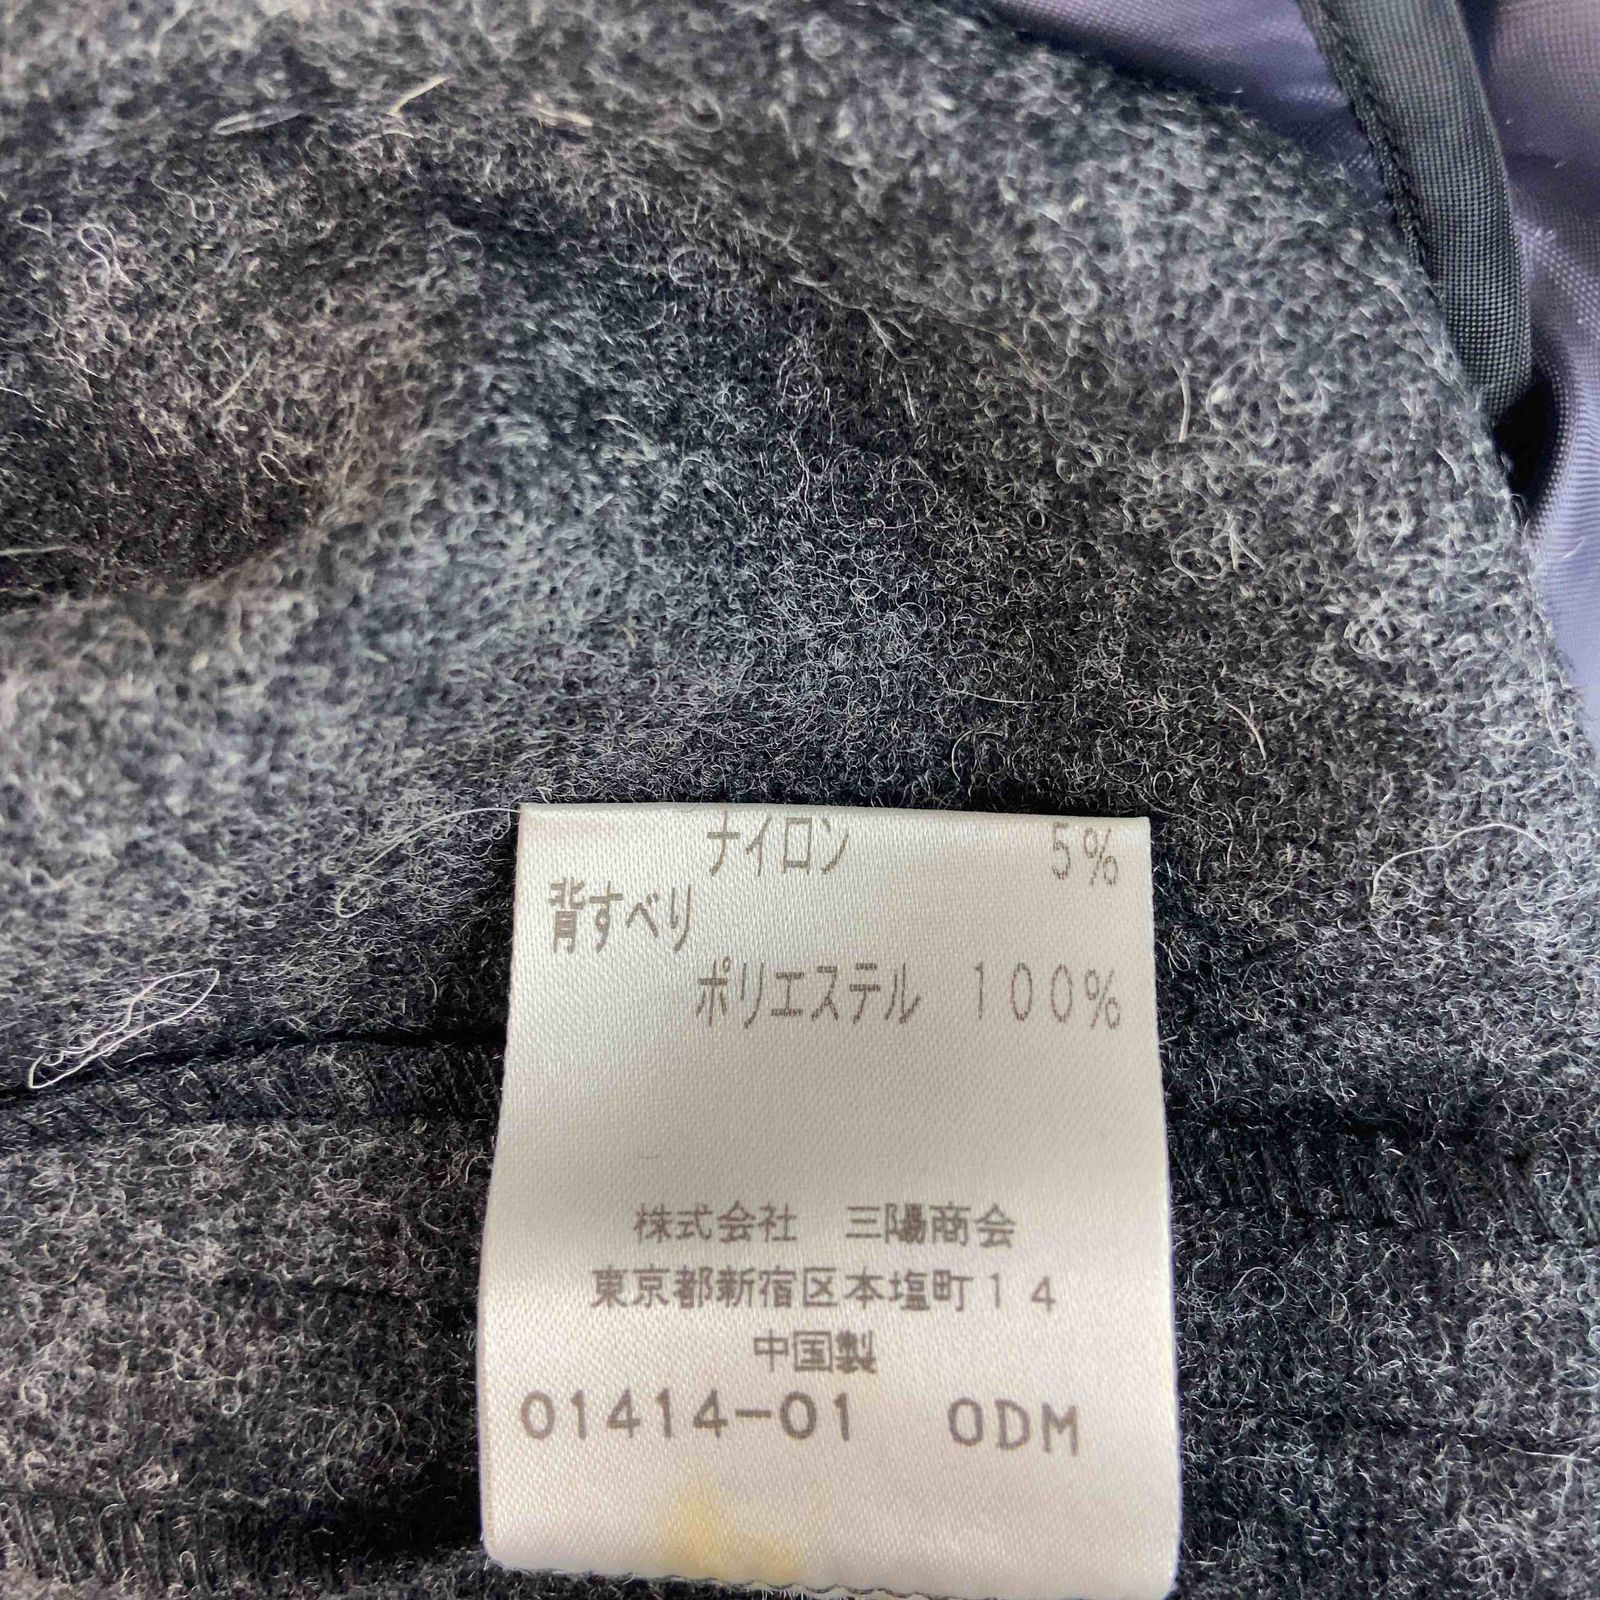 ナイロン 5%
背すべり
ポリエステル 100%
株式会社 三陽商会
東京都新宿区本塩町14
中国製
01414-01 ODM